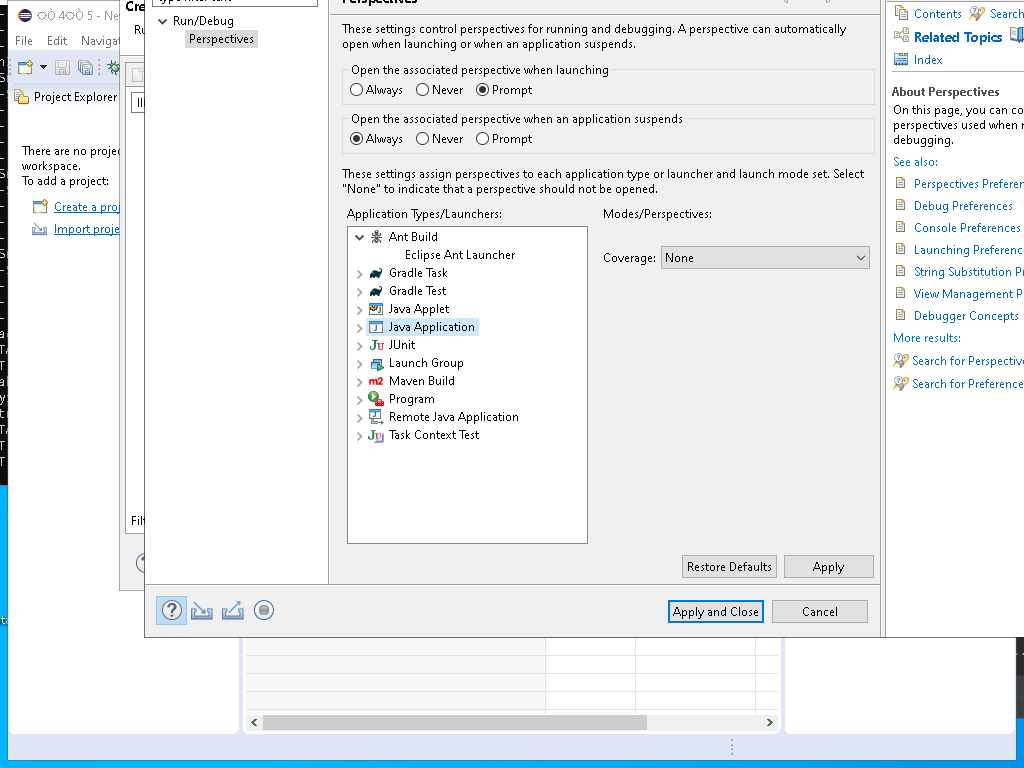 Perspectives
Run/Debug
Perspectives
These settings control perspectives for running and debugging. A perspective can automatically
open when launching or when an application suspends.
Open the associated perspective when launching
Always
Never
Prompt
Open the associated perspective when an application suspends
Always
Never
Prompt
These settings assign perspectives to each application type or launcher and launch mode set. Select
"None" to indicate that a perspective should not be opened.
Application Types/Launchers:
Modes/Perspectives:
Ant Build
Eclipse Ant Launcher
Gradle Task
Gradle Test
Java Applet
Java Application
JUnit
Launch Group
Maven Build
Program
Remote Java Application
Task Context Test
Coverage:
None
Restore Defaults
Apply
Apply and Close
Cancel
File
Edit
Navigat
Project Explorer
There are no projec
workspace.
To add a project:
Create a proj
Import proje
Cre
Ru
Filt
Contents
Search
Related Topics
Index
About Perspectives
On this page, you can co
perspectives used when r
debugging.
See also:
Perspectives Preferen
Debug Preferences
Console Preferences
Launching Preferenc
String Substitution Pr
View Management P
Debugger Concepts
More results:
Search for Perspective
Search for Preference